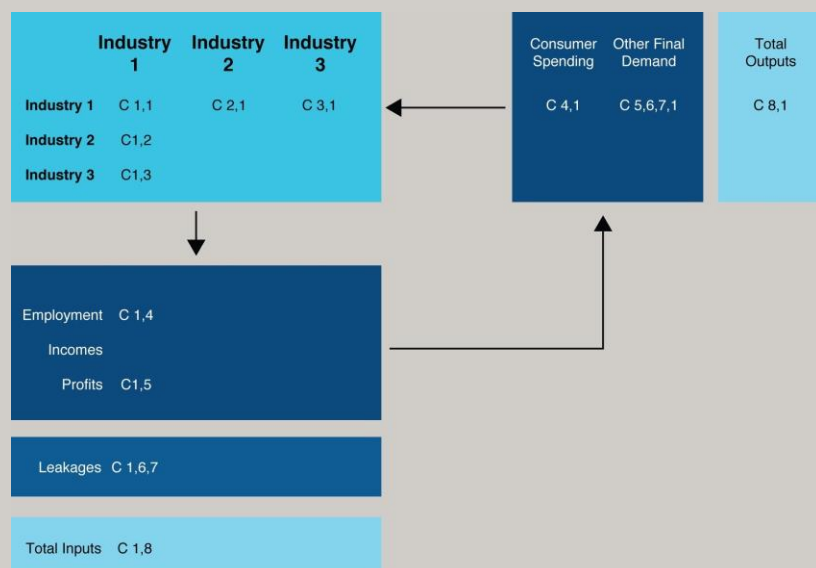 Industry 1 Industry 2 Industry 3
Industry 1 C 1,1 C 2,1 C 3,1
Industry 2 C1,2
Industry 3 C1,3
Consumer Spending Other Final Demand
C 4,1 C 5,6,7,1
Total Outputs
C 8,1
Employment C 1,4
Incomes
Profits C1,5
Leakages C 1,6,7
Total Inputs C 1,8